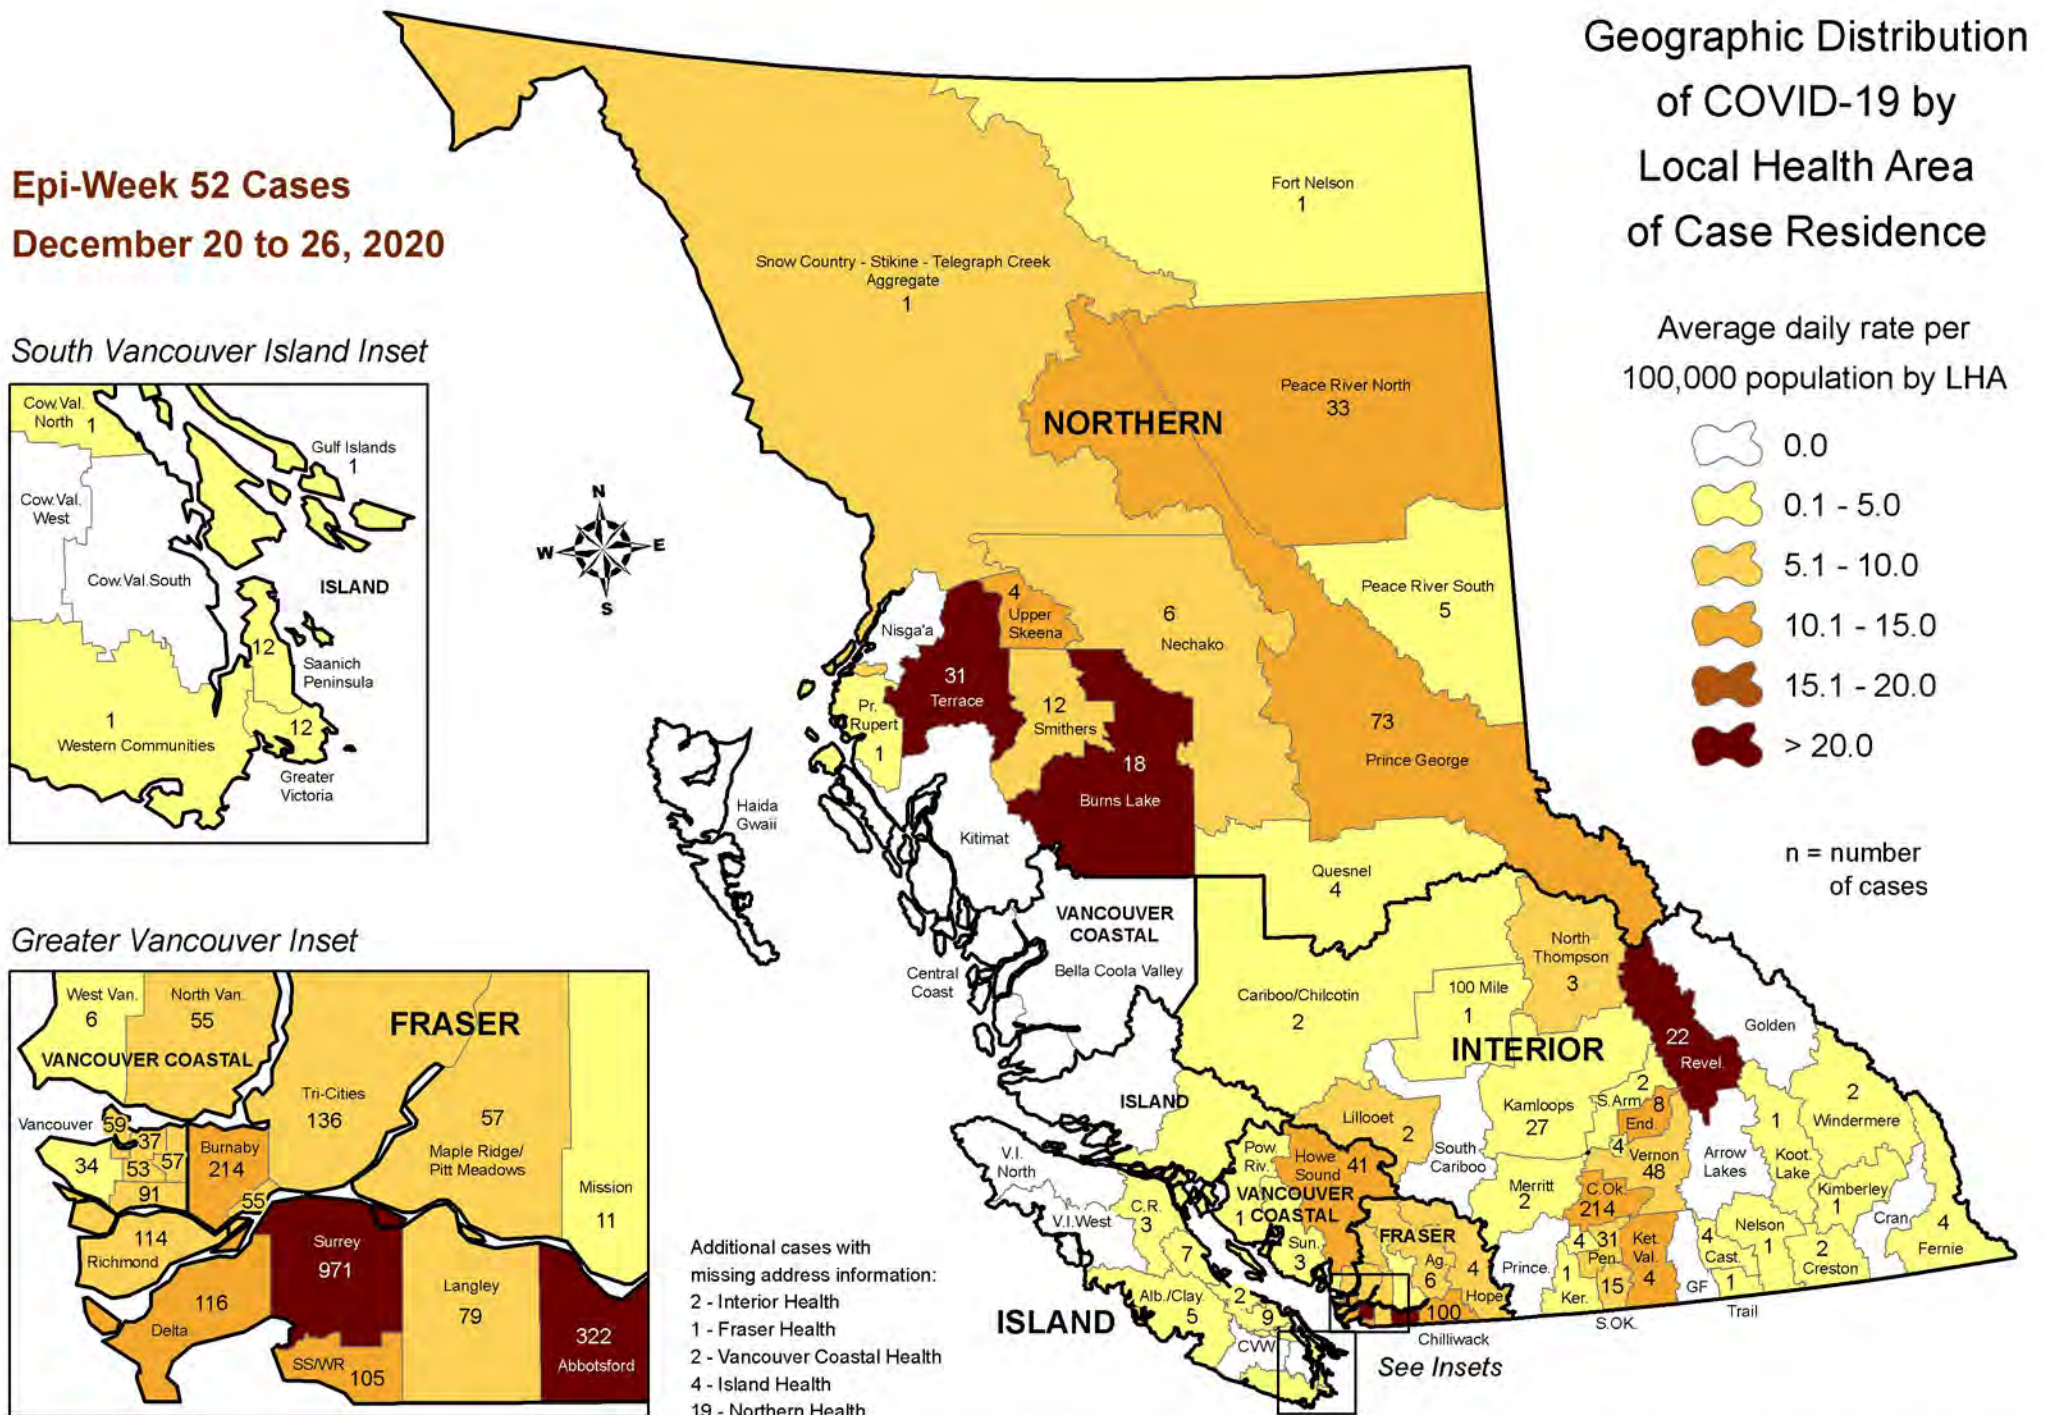 Geographic Distribution
of COVID-19 by
Local Health Area
of Case Residence
Epi-Week 52 Cases
December 20 to 26, 2020
Average daily rate per
100,000 population by LHA
0.0
0.1 - 5.0
5.1 - 10.0
10.1 - 15.0
15.1 - 20.0
> 20.0
n = number
of cases
N
W
E
S
South Vancouver Island Inset
Cow.Val.
North 1
Gulf Islands
1
Cow.Val.
West
Cow.Val.South
ISLAND
12
Saanich
Peninsula
1
Western Communities
12
Greater
Victoria
Greater Vancouver Inset
West Van.
6
North Van.
55
VANCOUVER COASTAL
FRASER
Tri-Cities
136
57
Maple Ridge/
Pitt Meadows
Mission
11
Vancouver
59
37
34
53
57
91
Burnaby
214
55
114
Richmond
Surrey
971
116
Delta
Langley
79
322
Abbotsford
SS/WR
105
Fort Nelson
1
Snow Country - Stikine - Telegraph Creek
Aggregate
1
Peace River North
33
NORTHERN
Peace River South
5
4
Upper
Skeena
6
Nechako
Nisga'a
31
Terrace
12
Smithers
Pr.
Rupert
1
18
Burns Lake
73
Prince George
Haida
Gwaii
Kitimat
Quesnel
4
VANCOUVER
COASTAL
Bella Coola Valley
Central
Coast
Cariboo/Chilcotin
2
100 Mile
1
North
Thompson
3
INTERIOR
22
Revel.
Golden
ISLAND
Lillooet
2
South
Cariboo
Kamloops
27
2
S.Arm
8
End.
4
Vernon
48
Arrow
Lakes
1
Koot.
Lake
2
Windermere
V.I.
North
V.I.West
C.R.
3
7
Pow.
Riv.
Howe
Sound
41
VANCOUVER
COASTAL
1
Sun.
3
FRASER
Ag.
6
4
Hope
100
Chilliwack
Merritt
2
C.Ok.
214
Prince.
4
31
Pen.
1
Ker.
15
S.OK.
Ket.
Val.
4
GF
4
Cast.
1
Trail
Nelson
1
Kimberley
1
2
Creston
Cran.
4
Fernie
ISLAND
Alb./Clay.
5
2
9
CVW
See Insets
Additional cases with
missing address information:
2 - Interior Health
1 - Fraser Health
2 - Vancouver Coastal Health
4 - Island Health
19 - Northern Health